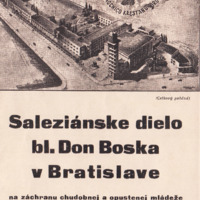 (Celkový pohľad)
Saleziánske dielo
bl. Don Boska
v Bratislave
na záchranu chudobnej a opustenej mládeže